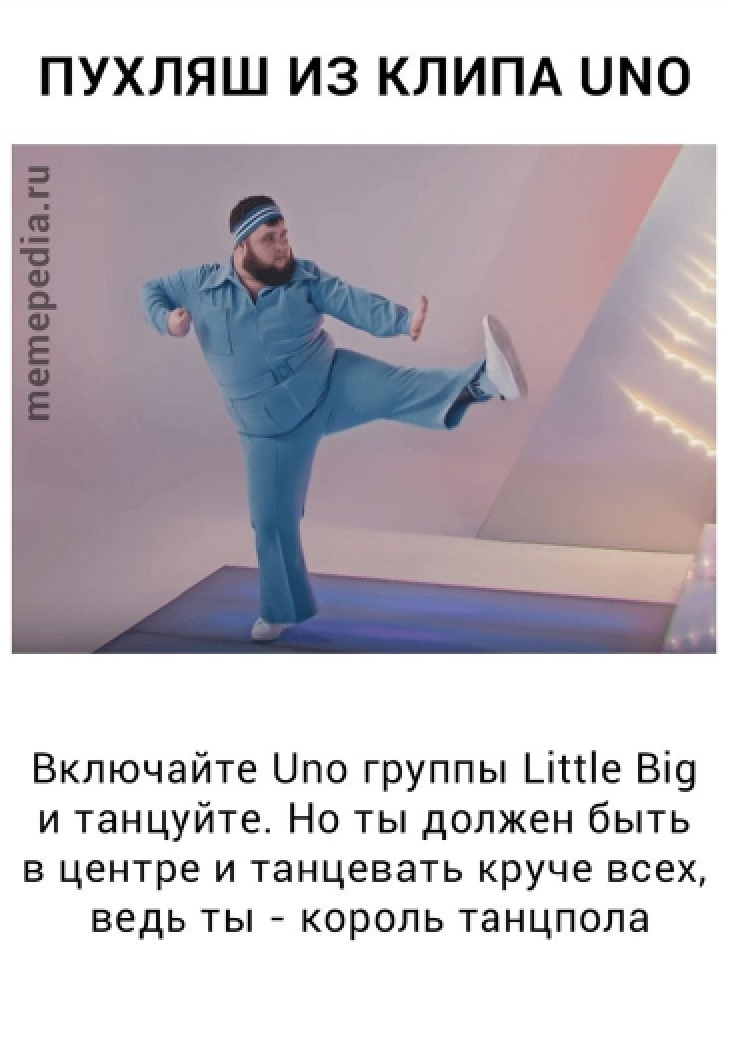 ПУХЛЯШ ИЗ КЛИПА UNO
memepedia.ru
Включайте Uno группы Little Big
и танцуйте. Но ты должен быть
в центре и танцевать круче всех,
ведь ты - король танцпола